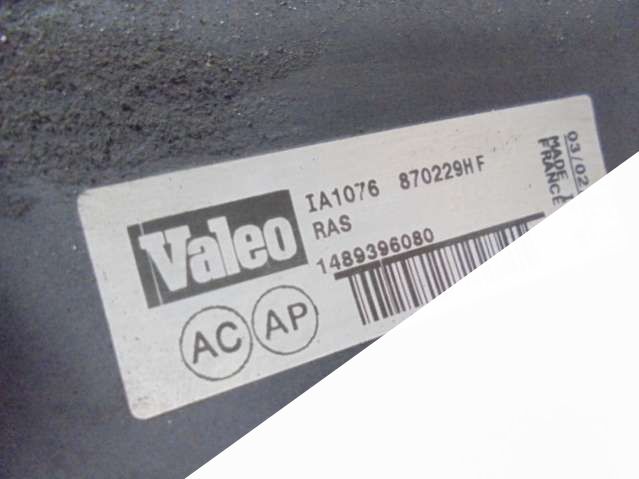 Valeo
IA1076 870229HF
RAS
1489396080
AC AP
03/02
MADE
FRANCE